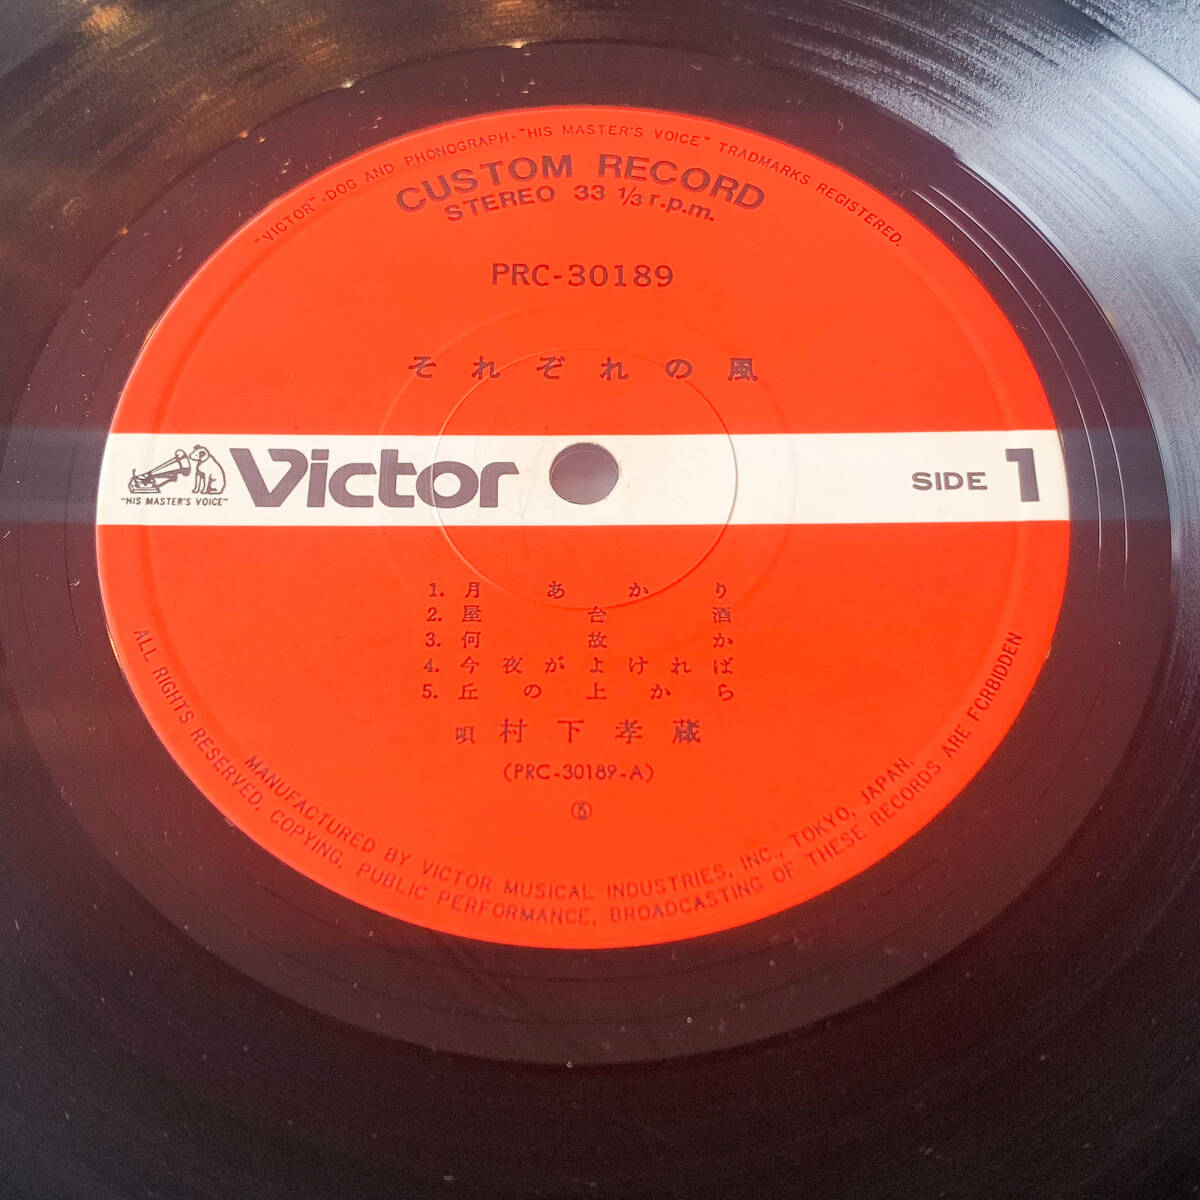 "VICTOR"-DOG AND PHONOGRAPH-"HIS MASTER'S VOICE" TRADMARKS REGISTERED.
CUSTOM RECORD
STEREO 33 1/3 r.p.m.
PRC-30189
それぞれの風
"HIS MASTER'S VOICE"
Victor
SIDE 1
1. 月あかり
2. 屋台酒
3. 何故か
4. 今夜がよければ
5. 丘の上から
唄 村下孝蔵
(PRC-30189-A)
MANUFACTURED BY VICTOR MUSICAL INDUSTRIES, INC., TOKYO, JAPAN.
ALL RIGHTS RESERVED, COPYING, PUBLIC PERFORMANCE, BROADCASTING OF THESE RECORDS ARE FORBIDDEN